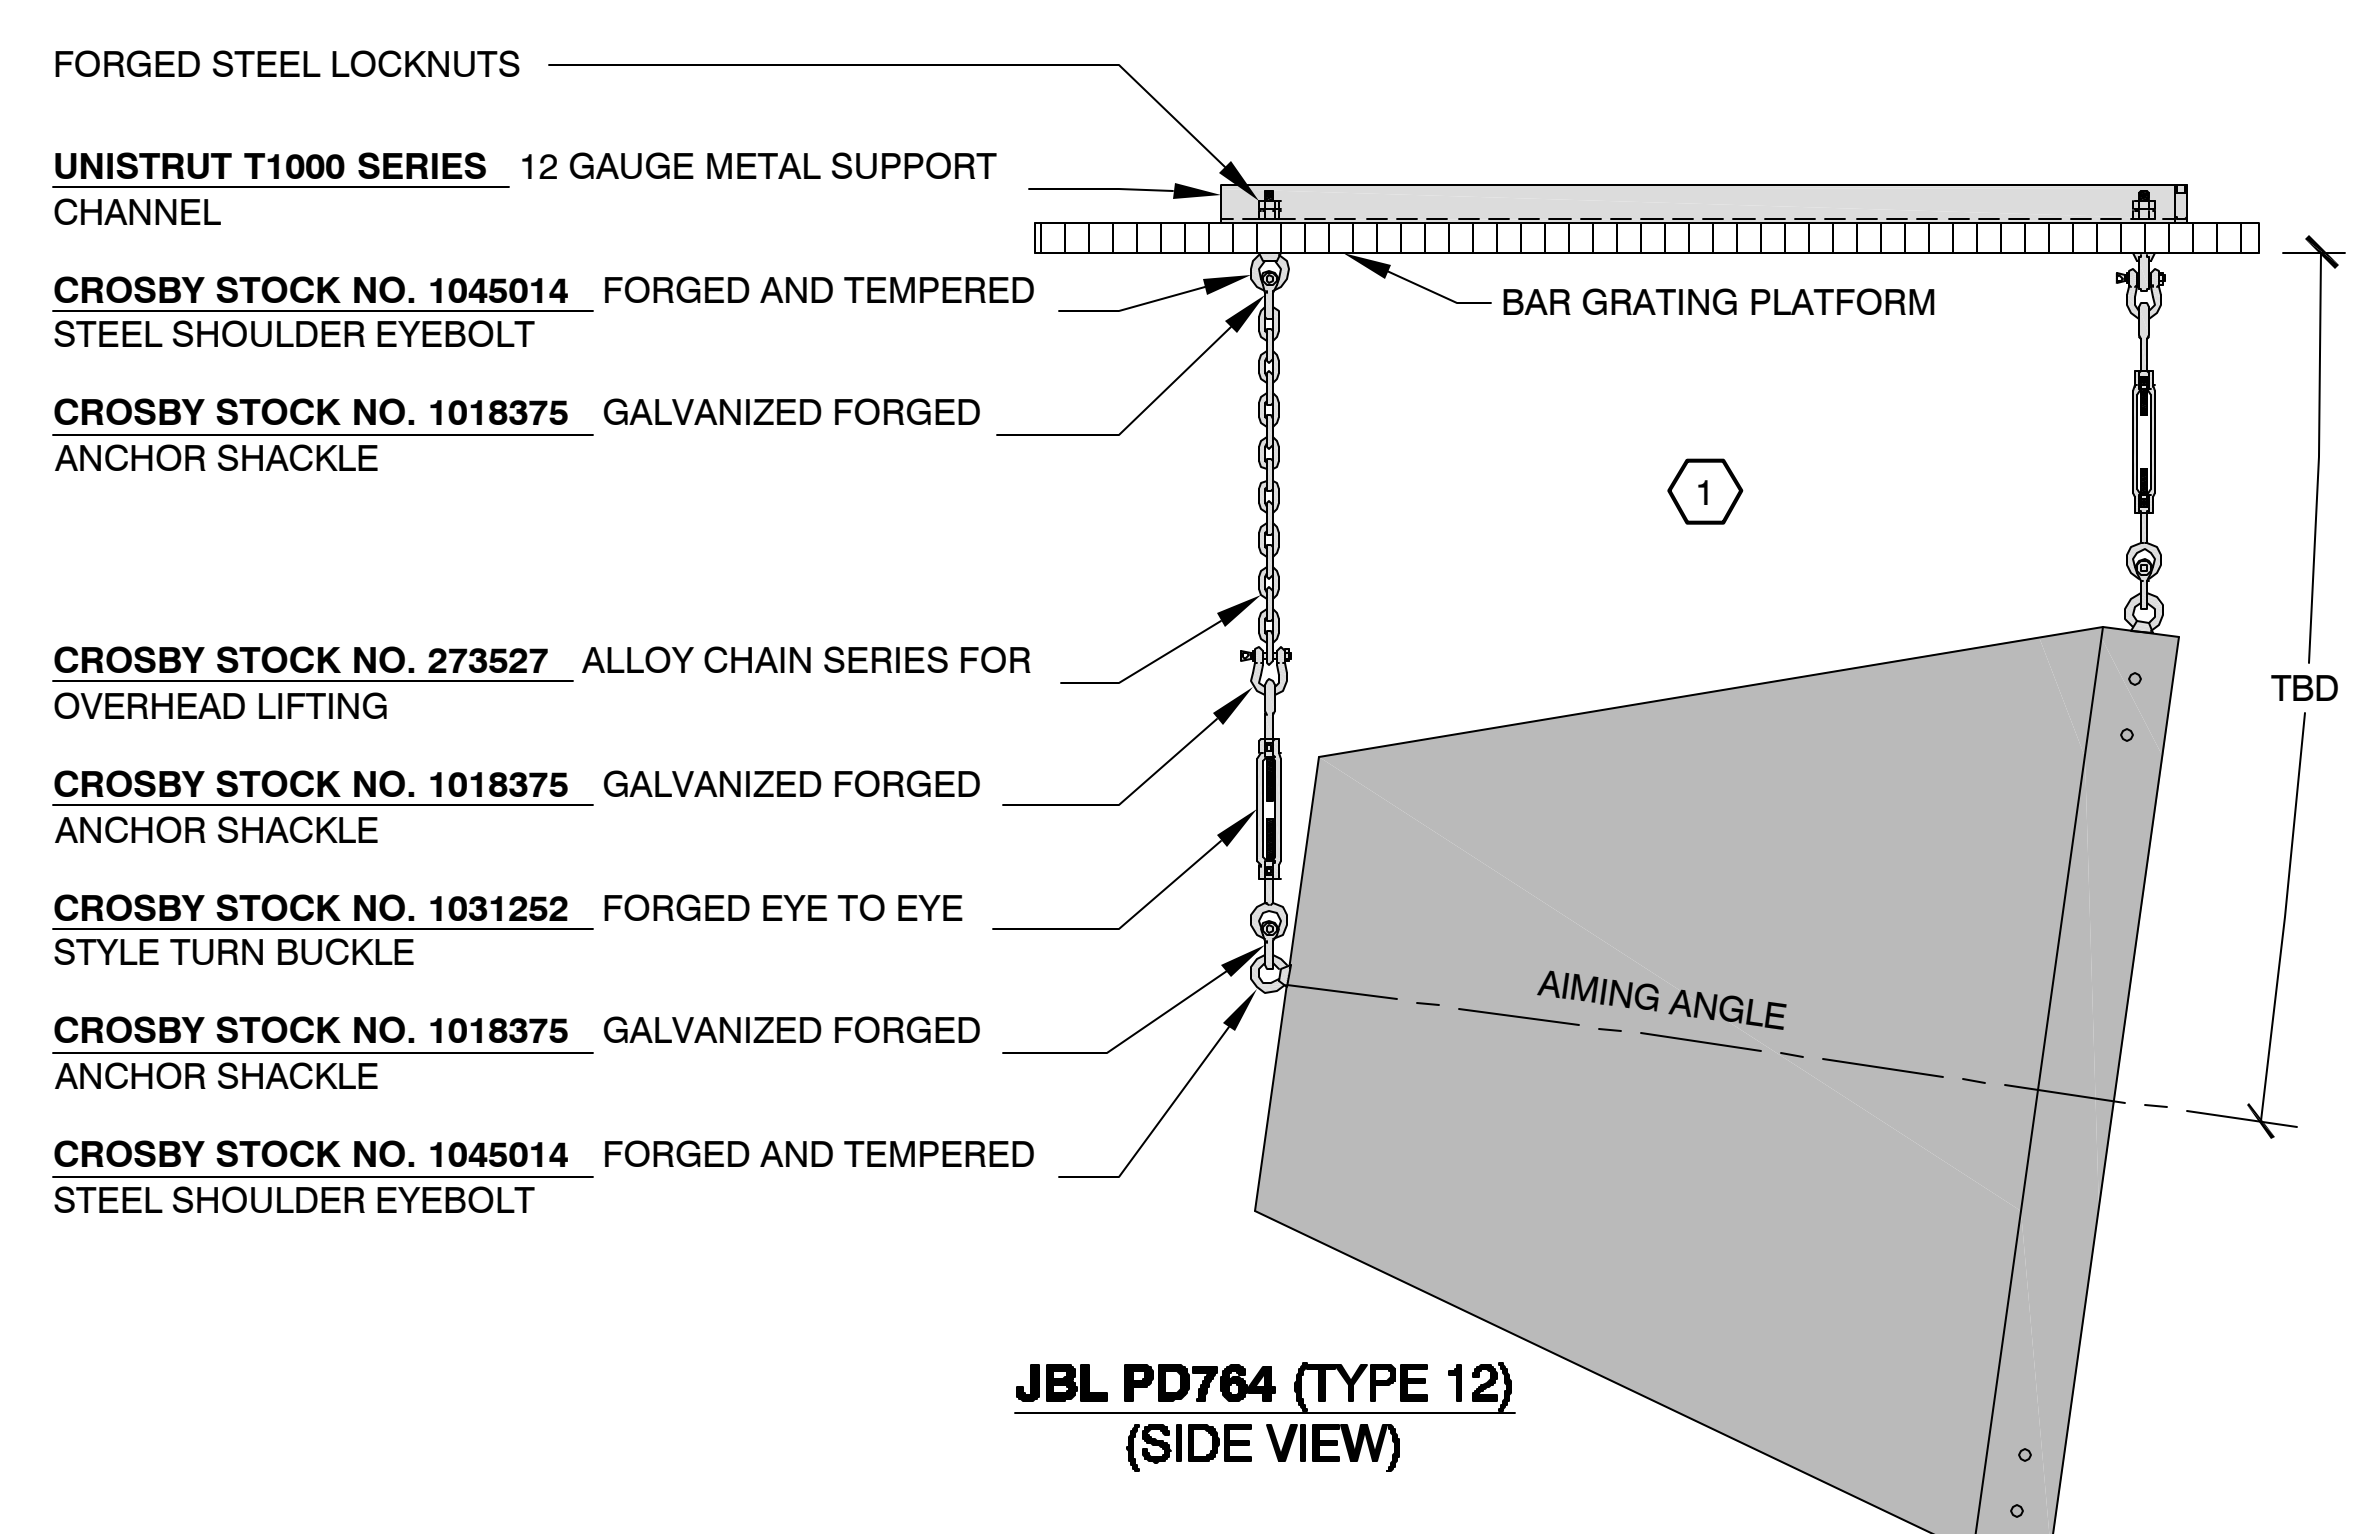 FORGED STEEL LOCKNUTS
UNISTRUT T1000 SERIES 12 GAUGE METAL SUPPORT
CHANNEL
CROSBY STOCK NO. 1045014 FORGED AND TEMPERED
STEEL SHOULDER EYEBOLT
BAR GRATING PLATFORM
CROSBY STOCK NO. 1018375 GALVANIZED FORGED
ANCHOR SHACKLE
1
CROSBY STOCK NO. 273527 ALLOY CHAIN SERIES FOR
OVERHEAD LIFTING
TBD
CROSBY STOCK NO. 1018375 GALVANIZED FORGED
ANCHOR SHACKLE
CROSBY STOCK NO. 1031252 FORGED EYE TO EYE
STYLE TURN BUCKLE
AIMING ANGLE
CROSBY STOCK NO. 1018375 GALVANIZED FORGED
ANCHOR SHACKLE
CROSBY STOCK NO. 1045014 FORGED AND TEMPERED
STEEL SHOULDER EYEBOLT
JBL PD764 (TYPE 12)
(SIDE VIEW)